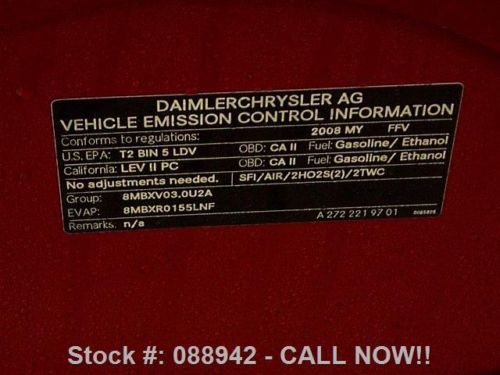 DAIMLERCHRYSLER AG
VEHICLE EMISSION CONTROL INFORMATION
Conforms to regulations: 2008 MY FFV
U.S. EPA: T2 BIN 5 LDV OBD: CA II Fuel: Gasoline/ Ethanol
California: LEV II PC OBD: CA II Fuel: Gasoline/ Ethanol
No adjustments needed. SFI/AIR/2HO2S(2)/2TWC
Group: 8MBXV03.0U2A
EVAP: 8MBXR0155LNF
Remarks. n/a A 272 221 97 01
Stock #: 088942 - CALL NOW!!